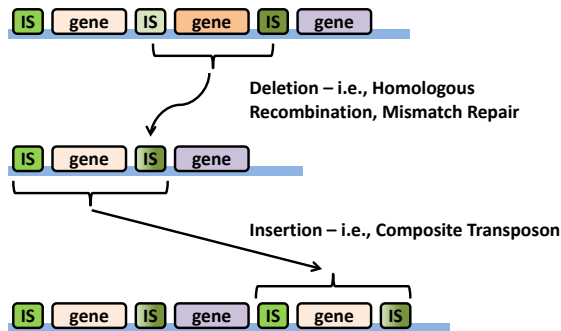 IS gene IS gene IS gene
Deletion – i.e., Homologous
Recombination, Mismatch Repair
IS gene IS gene
Insertion – i.e., Composite Transposon
IS gene IS gene IS gene IS